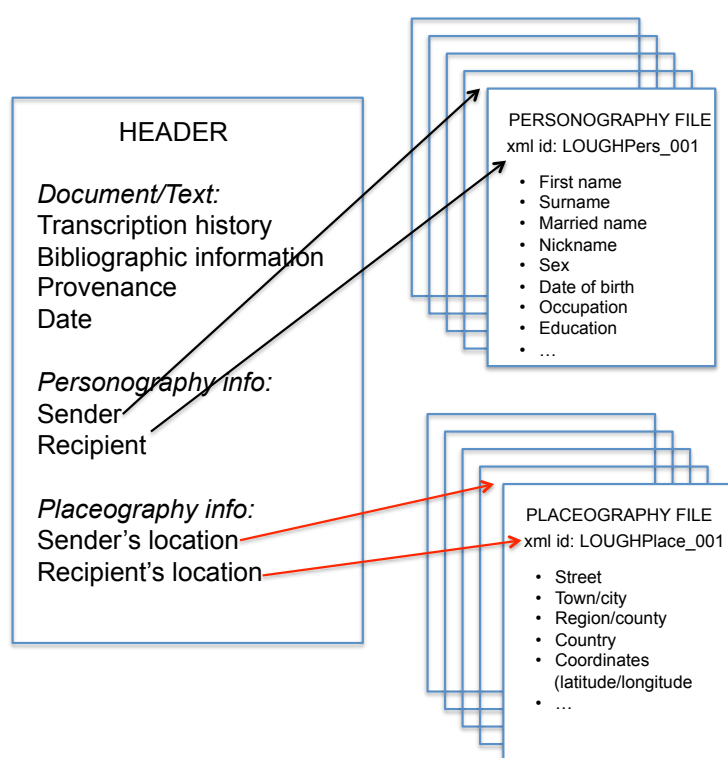 HEADER
Document/Text:
Transcription history
Bibliographic information
Provenance
Date
Personography info:
Sender
Recipient
Placeography info:
Sender’s location
Recipient’s location
PERSONOGRAPHY FILE
xml id: LOUGHPers_001
• First name
• Surname
• Married name
• Nickname
• Sex
• Date of birth
• Occupation
• Education
• …
PLACEOGRAPHY FILE
xml id: LOUGHPlace_001
• Street
• Town/city
• Region/county
• Country
• Coordinates
(latitude/longitude
• …